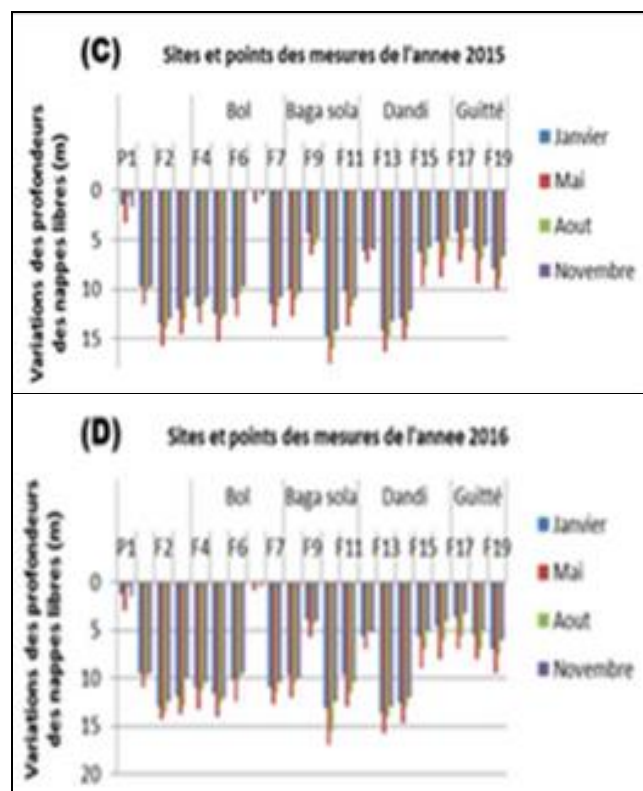 (C) Sites et points des mesures de l'annee 2015
Bol Baga sola Dandi Guitté
P1 F2 F4 F6 F7 F9 F11 F13 F15 F17 F19
0
5
10
15
Variations des profondeurs
des nappes libres (m)
Janvier
Mai
Aout
Novembre
(D) Sites et points des mesures de l'annee 2016
Bol Baga sola Dandi Guitté
P1 F2 F4 F6 F7 F9 F11 F13 F15 F17 F19
0
5
10
15
20
Variations des profondeurs
des nappes libres (m)
Janvier
Mai
Aout
Novembre